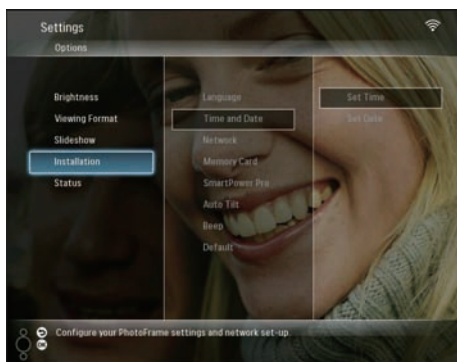 Settings
Options
Brightness
Viewing Format
Slideshow
Installation
Status
Language
Time and Date
Network
Memory Card
SmartPower Pro
Auto Tilt
Beep
Default
Set Time
Set Date
Configure your PhotoFrame settings and network set-up.
OK